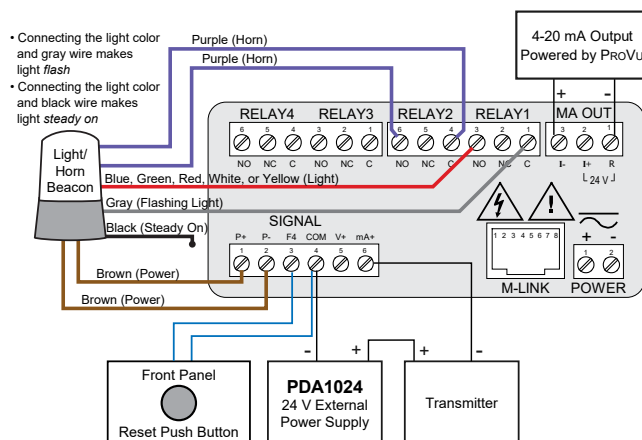 • Connecting the light color
and gray wire makes
light flash
• Connecting the light color
and black wire makes
light steady on
Purple (Horn)
Purple (Horn)
4-20 mA Output
Powered by PROVU
+ -
RELAY4 RELAY3 RELAY2 RELAY1 MA OUT
6 5 4 3 2 1 6 5 4 3 2 1 3 2 1
NO NC C NO NC C NO NC C NO NC C I- I+ R
24 V
Light/
Horn
Beacon
Blue, Green, Red, White, or Yellow (Light)
Gray (Flashing Light)
Black (Steady On)
SIGNAL
P+ P- F4 COM V+ mA+
1 2 3 4 5 6
1 2 3 4 5 6 7 8
M-LINK
+ -
1 2
POWER
Brown (Power)
Brown (Power)
- + + -
Front Panel
Reset Push Button
PDA1024
24 V External
Power Supply
Transmitter